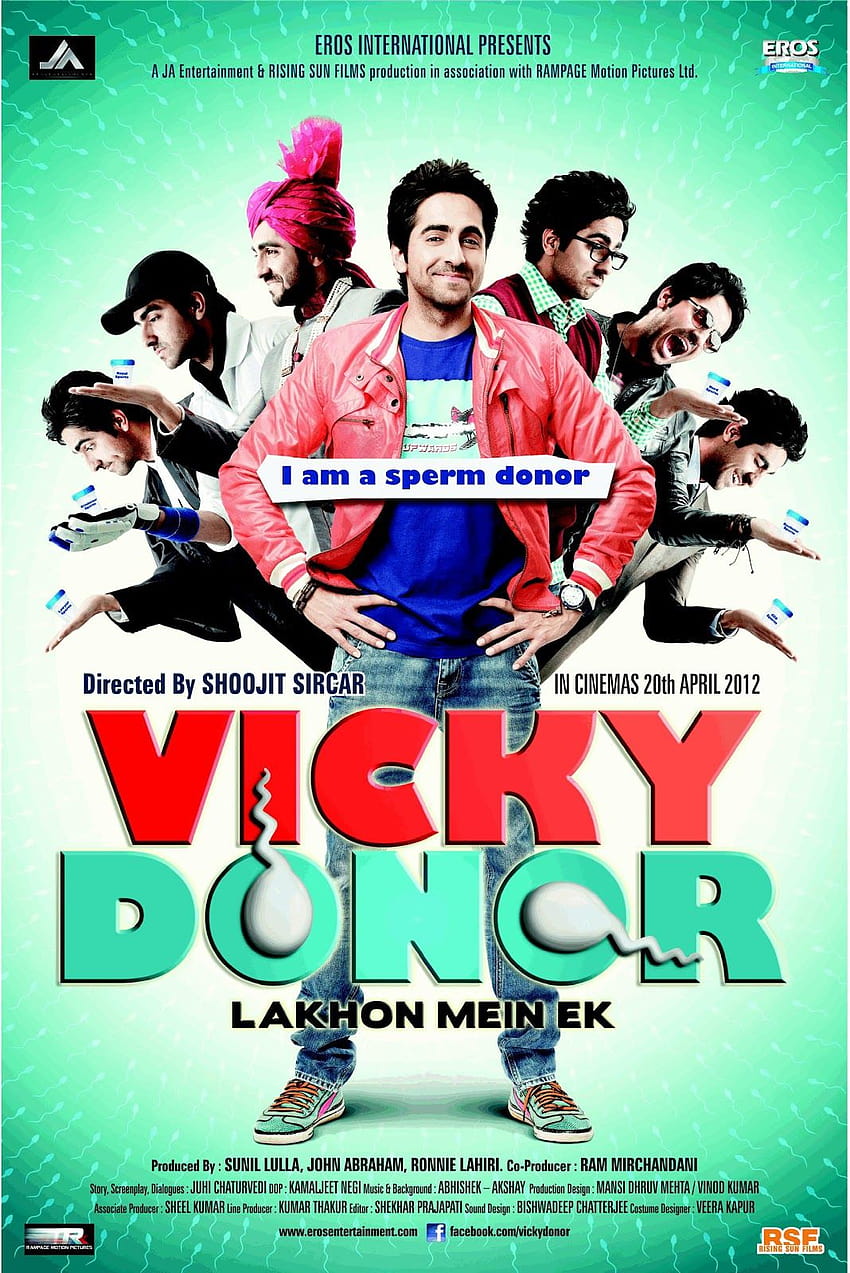 JA
EROS INTERNATIONAL PRESENTS
EROS
INTERNATIONAL
A JA Entertainment & RISING SUN FILMS production in association with RAMPAGE Motion Pictures Ltd.
UPWARDS
I am a sperm donor
Directed By SHOOJIT SIRCAR
IN CINEMAS 20th APRIL 2012
VICKY
DONOR
LAKHON MEIN EK
Produced By : SUNIL LULLA, JOHN ABRAHAM, RONNIE LAHIRI. Co-Producer : RAM MIRCHANDANI
Story, Screenplay, Dialogues : JUHI CHATURVEDI DOP : KAMALJEET NEGI Music & Background : ABHISHEK – AKSHAY Production Design : MANSI DHRUV MEHTA / VINOD KUMAR
Associate Producer : SHEEL KUMAR Line Producer : KUMAR THAKUR Editor : SHEKHAR PRAJAPATI Sound Design : BISHWADEEP CHATTERJEE Costume Designer : VEERA KAPUR
www.erosentertainment.com f facebook.com/vickydonor
RAMPAGE MOTION PICTURES
RSF
RISING SUN FILMS